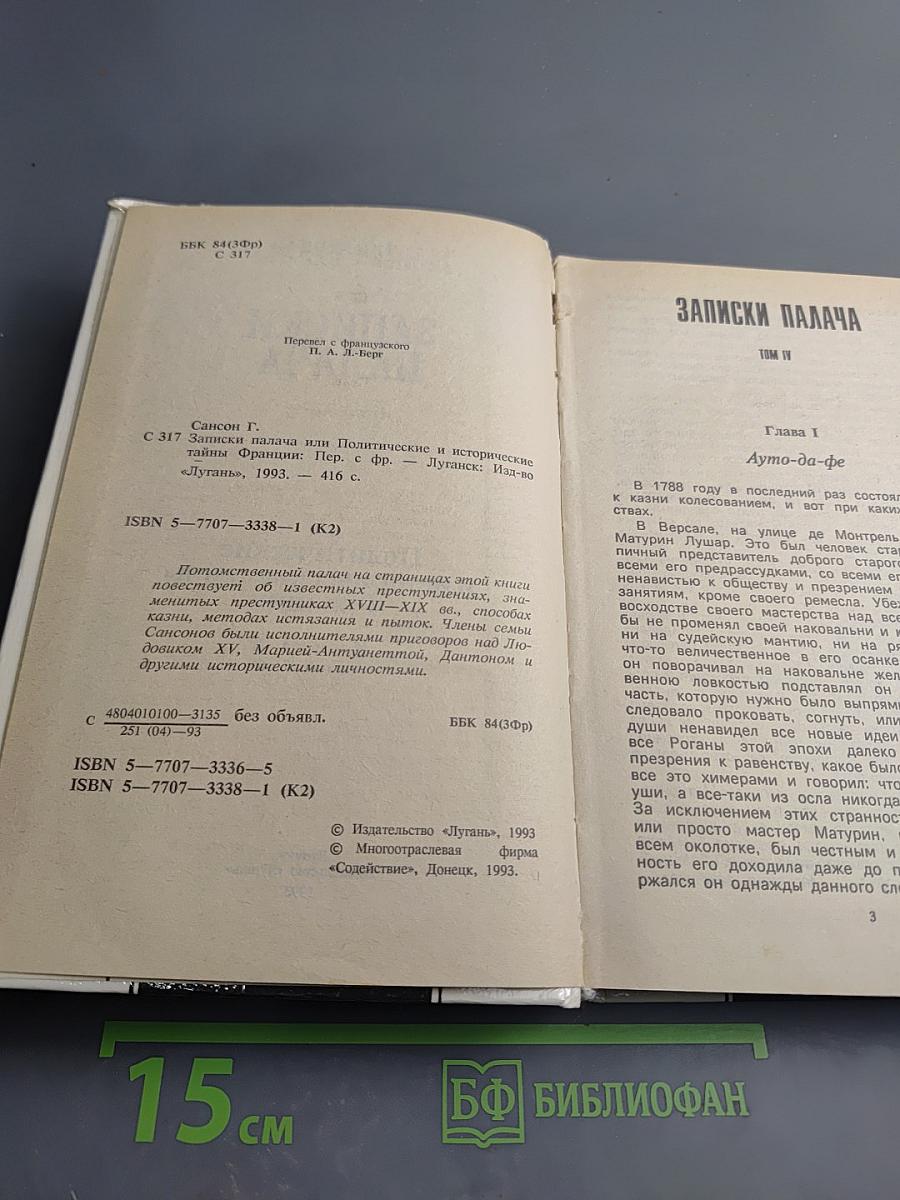 ББК 84(3Фр)
С 317
Перевел с французского
П. А. Л.-Берг
Сансон Г.
С 317 Записки палача или Политические и исторические
тайны Франции: Пер. с фр. — Луганск: Изд-во
«Лугань», 1993. — 416 с.
ISBN 5—7707—3338—1 (К2)
Потомственный палач на страницах этой книги
повествует об известных преступлениях, зна-
менитых преступниках XVIII—XIX вв., способах
казни, методах истязания и пыток. Члены семьи
Сансонов были исполнителями приговоров над Лю-
довиком XV, Марией-Антуанеттой, Дантоном и
другими историческими личностями.
С 4804010100—3135 без объявл. ББК 84(3Фр)
251 (04)—93
ISBN 5—7707—3336—5
ISBN 5—7707—3338—1 (К2)
© Издательство «Лугань», 1993
© Многоотраслевая фирма
«Содействие», Донецк, 1993.
ЗАПИСКИ ПАЛАЧА
ТОМ IV
Глава I
Ауто-да-фе
В 1788 году в последний раз состоял
к казни колесованием, и вот при каких
ствах.
В Версале, на улице де Монтрель
Матурин Лушар. Это был человек стар
пичный представитель доброго старого
всеми его предрассудками, со всеми ег
ненавистью к обществу и презрением
занятиям, кроме своего ремесла. Убеж
восходстве своего мастерства над все
бы не променял своей наковальни и
ни на судейскую мантию, ни на ря
что-то величественное в его осанке
он поворачивал на наковальне жел
венною ловкостью подставлял он
часть, которую нужно было выпрям
следовало проковать, согнуть, или
души ненавидел все новые идеи
все Роганы этой эпохи далеко
презрения к равенству, какое было
все это химерами и говорил: что
уши, а все-таки из осла никогда
За исключением этих странност
или просто мастер Матурин,
всем околотке, был честным и
ность его доходила даже до п
ржался он однажды данного сло
3
15 см
БФ БИБЛИОФАН